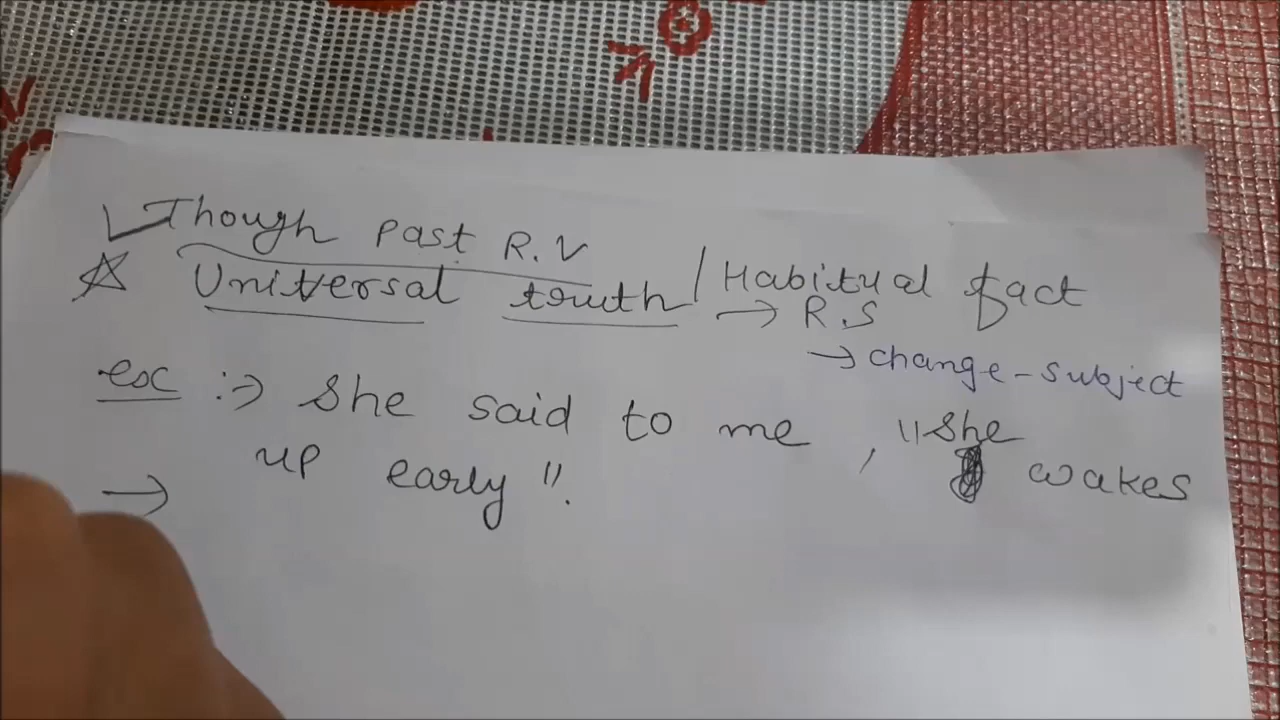 Though Past R.V
Universal truth / Habitual fact
→ R.S
→ change-subject
ex :→ She said to me, "She wakes
up early".
→